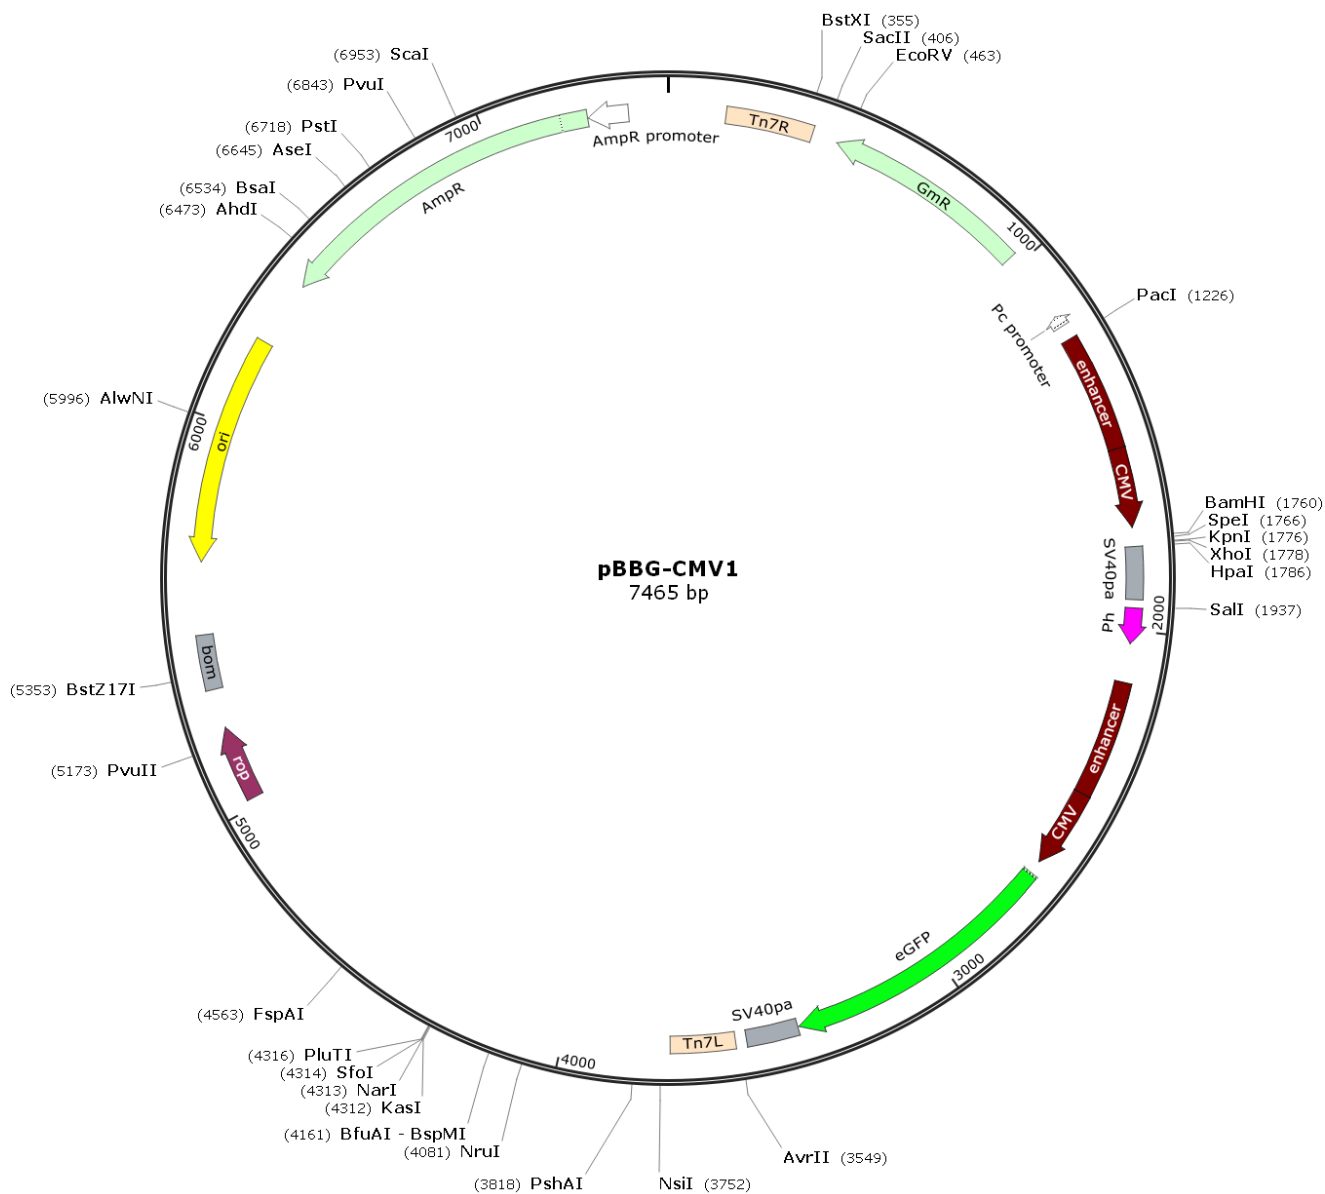 BstXI (355)
SacII (406)
EcoRV (463)
(6953) ScaI
(6843) PvuI
(6718) PstI
(6645) AseI
(6534) BsaI
(6473) AhdI
7000
AmpR promoter
AmpR
Tn7R
GmR
1000
PacI (1226)
Pc promoter
enhancer
CMV
(5996) AlwNI
6000
ori
BamHI (1760)
SpeI (1766)
KpnI (1776)
XhoI (1778)
HpaI (1786)
SV40pa
SalI (1937)
2000
Ph
pBBG-CMV1
7465 bp
bom
(5353) BstZ17I
(5173) PvuII
rop
5000
enhancer
CMV
eGFP
3000
SV40pa
Tn7L
4000
(4563) FspAI
(4316) PluTI
(4314) SfoI
(4313) NarI
(4312) KasI
(4161) BfuAI - BspMI
(4081) NruI
(3818) PshAI
NsiI (3752)
AvrII (3549)